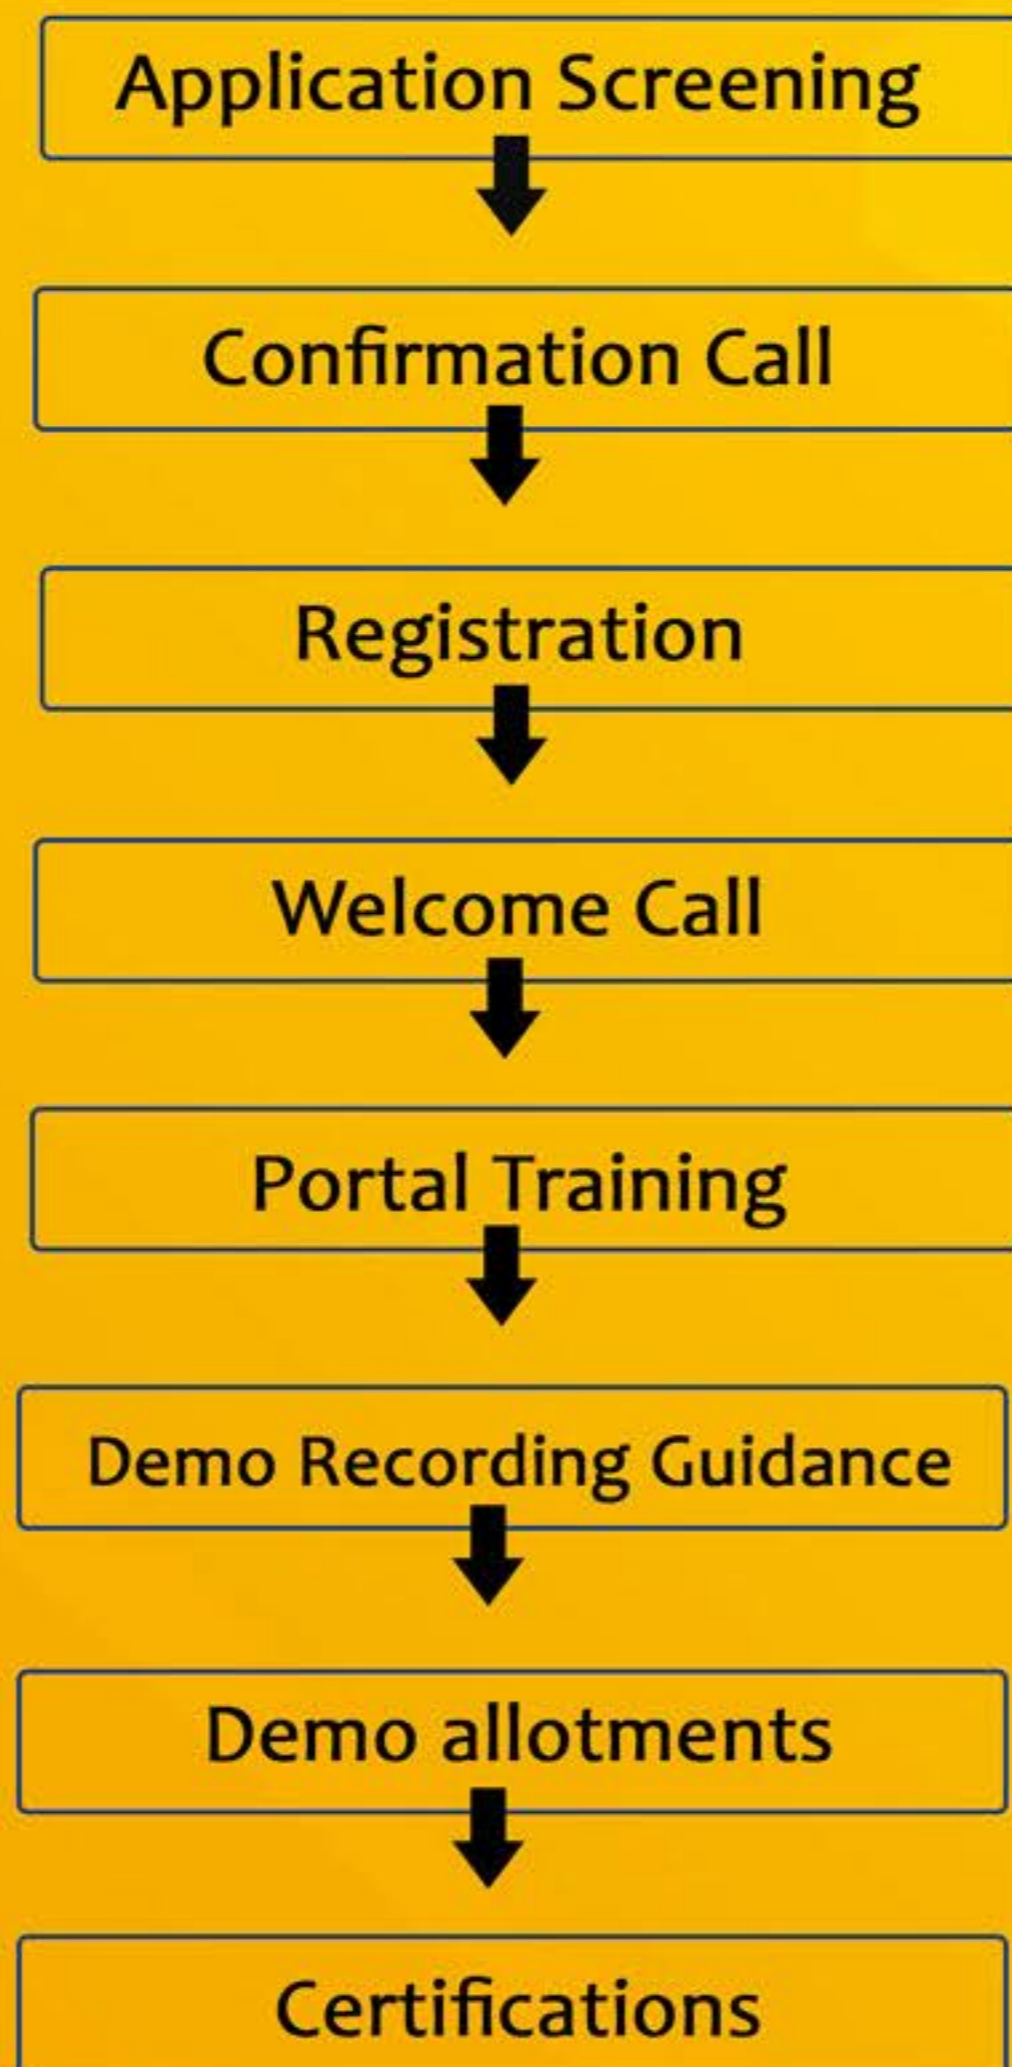 Application Screening
Confirmation Call
Registration
Welcome Call
Portal Training
Demo Recording Guidance
Demo allotments
Certifications